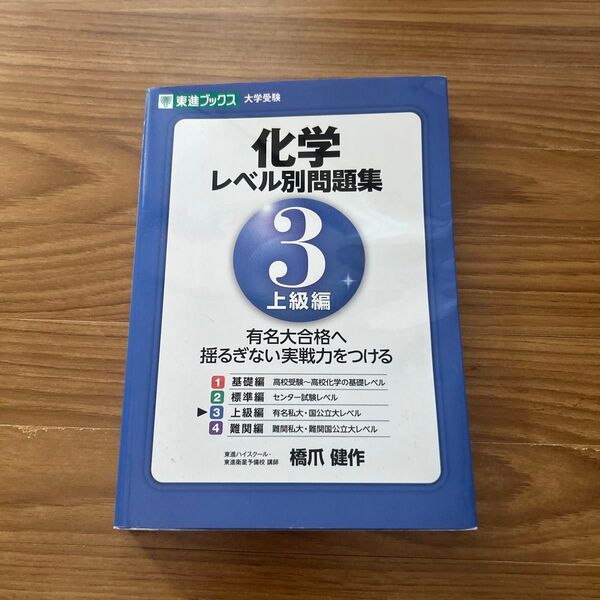 東進ブックス 大学受験
化学
レベル別問題集
3
上級編
有名大合格へ
揺るぎない実戦力をつける
1 基礎編 高校受験〜高校化学の基礎レベル
2 標準編 センター試験レベル
▶3 上級編 有名私大・国公立大レベル
4 難関編 難関私大・難関国公立大レベル
東進ハイスクール・
東進衛星予備校 講師 橋爪 健作